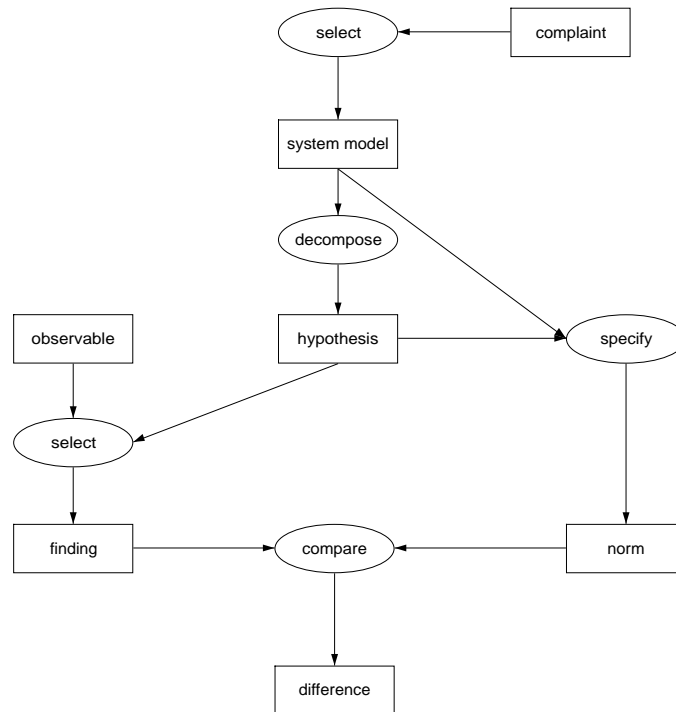 select
complaint
system model
decompose
observable
hypothesis
specify
select
finding
compare
norm
difference